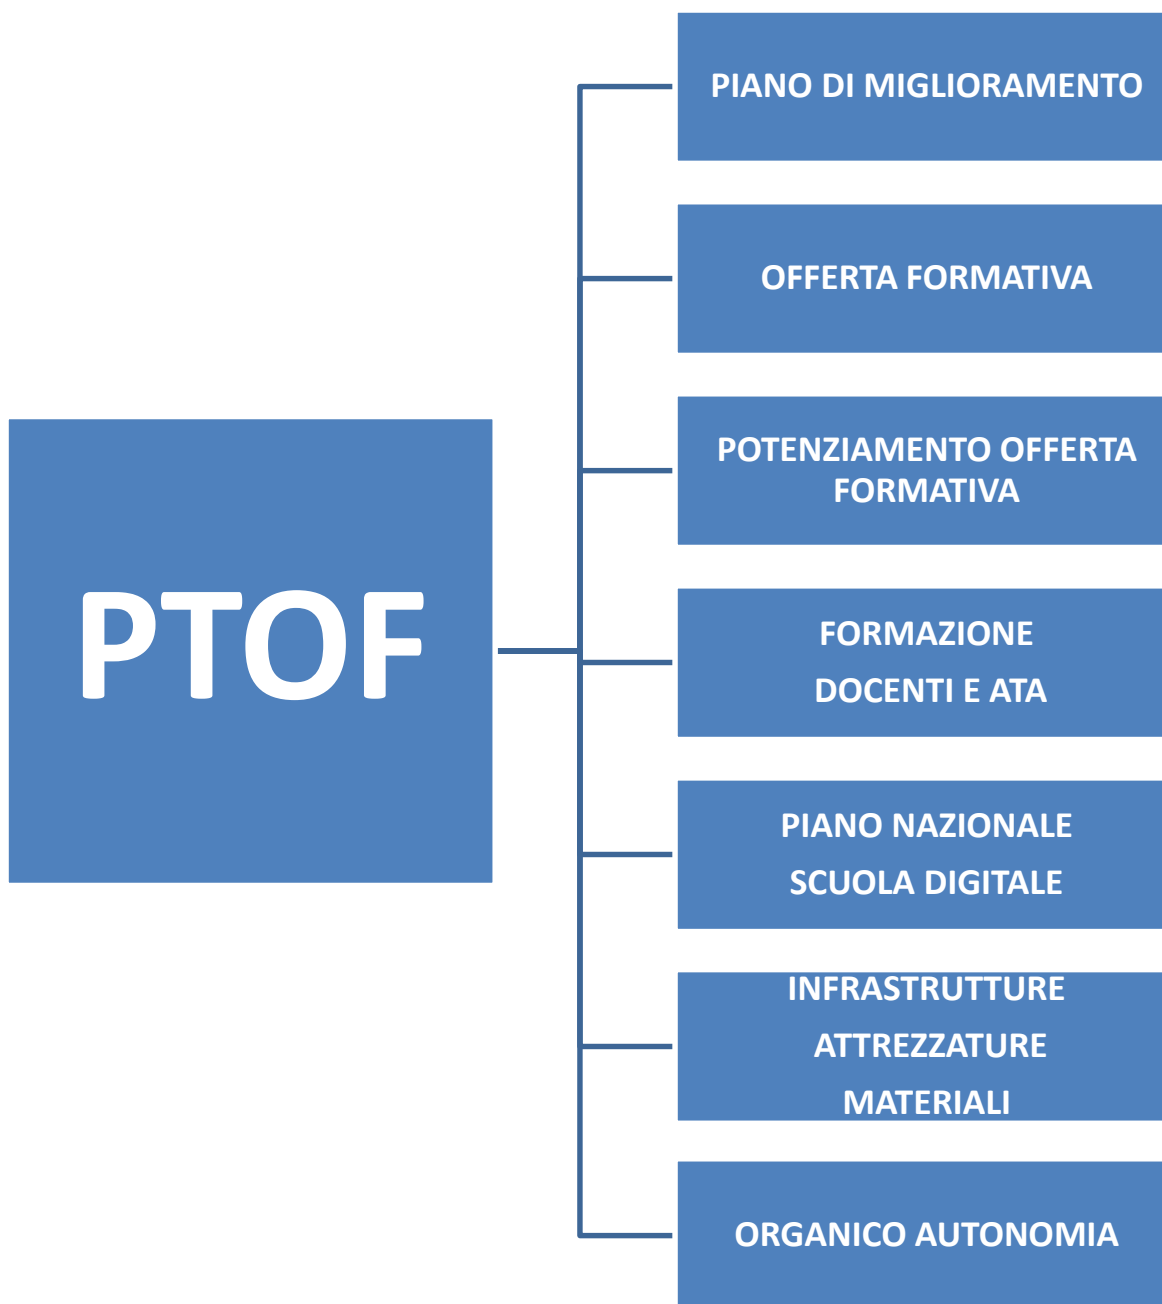 PTOF
PIANO DI MIGLIORAMENTO
OFFERTA FORMATIVA
POTENZIAMENTO OFFERTA
FORMATIVA
FORMAZIONE
DOCENTI E ATA
PIANO NAZIONALE
SCUOLA DIGITALE
INFRASTRUTTURE
ATTREZZATURE
MATERIALI
ORGANICO AUTONOMIA